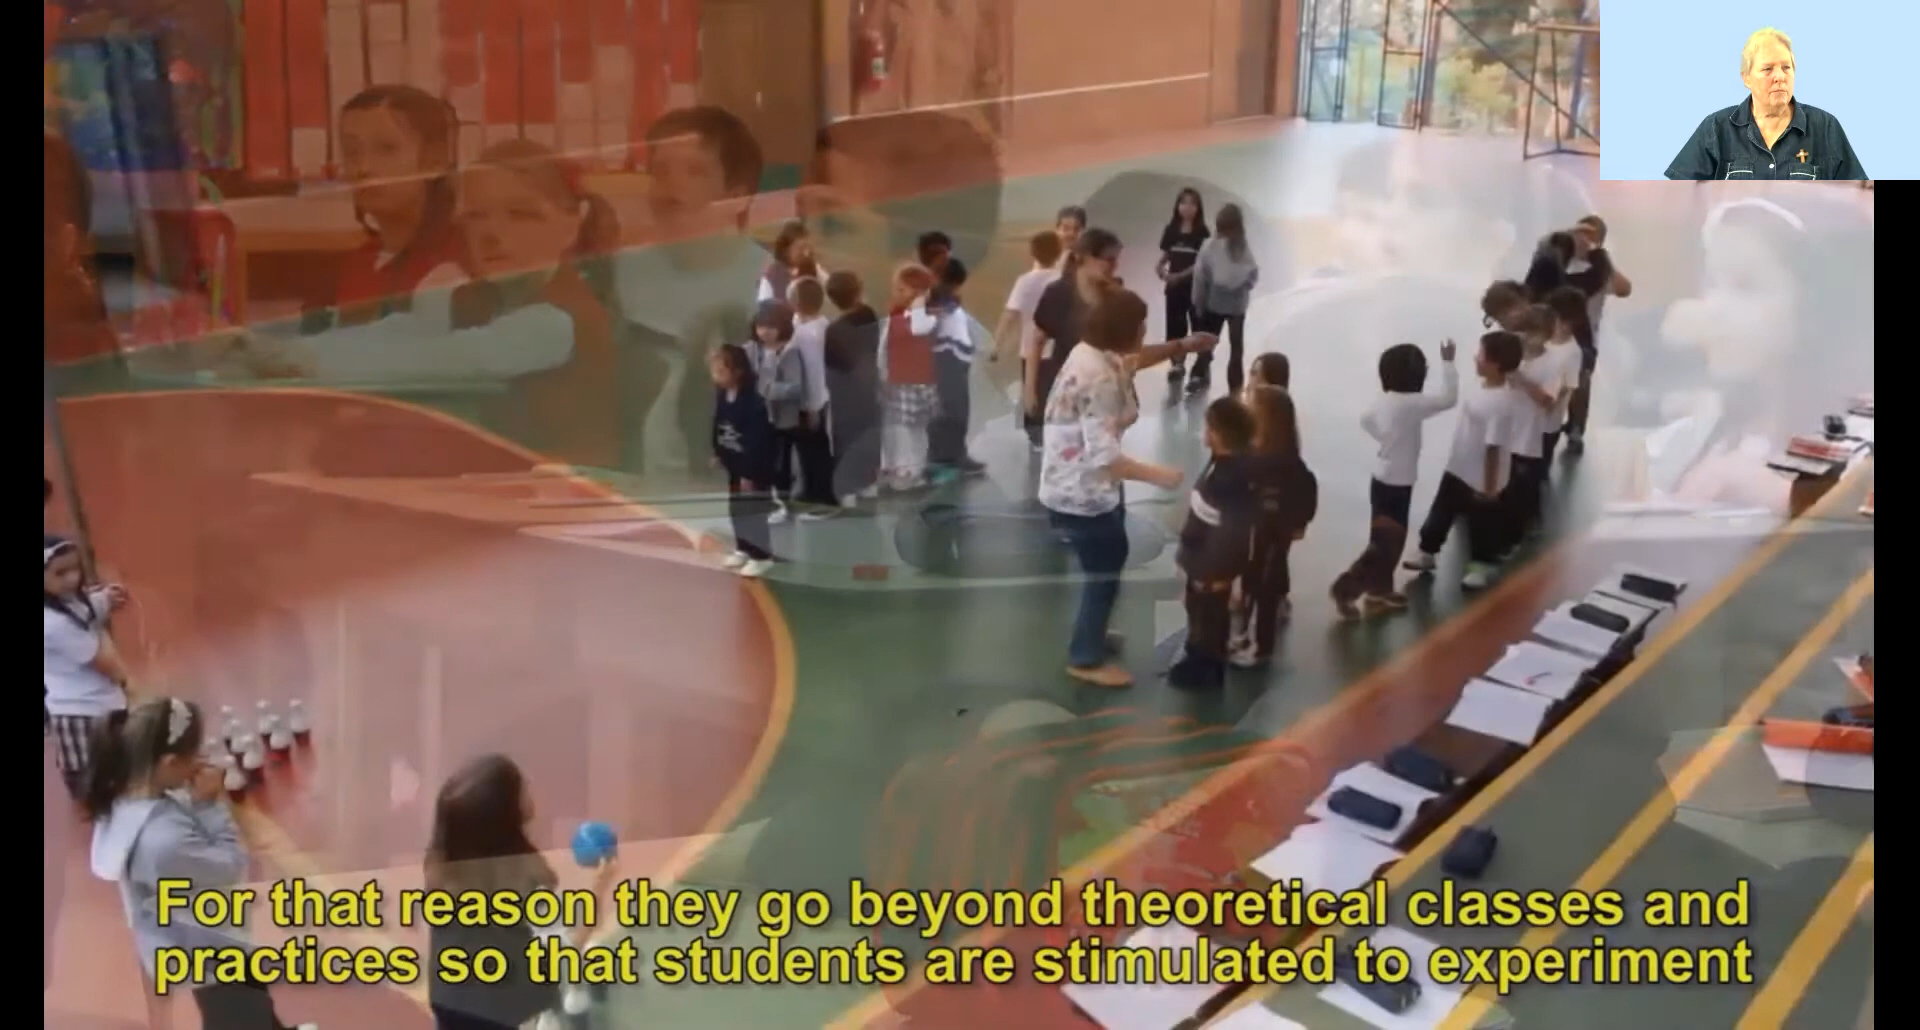 For that reason they go beyond theoretical classes and
practices so that students are stimulated to experiment